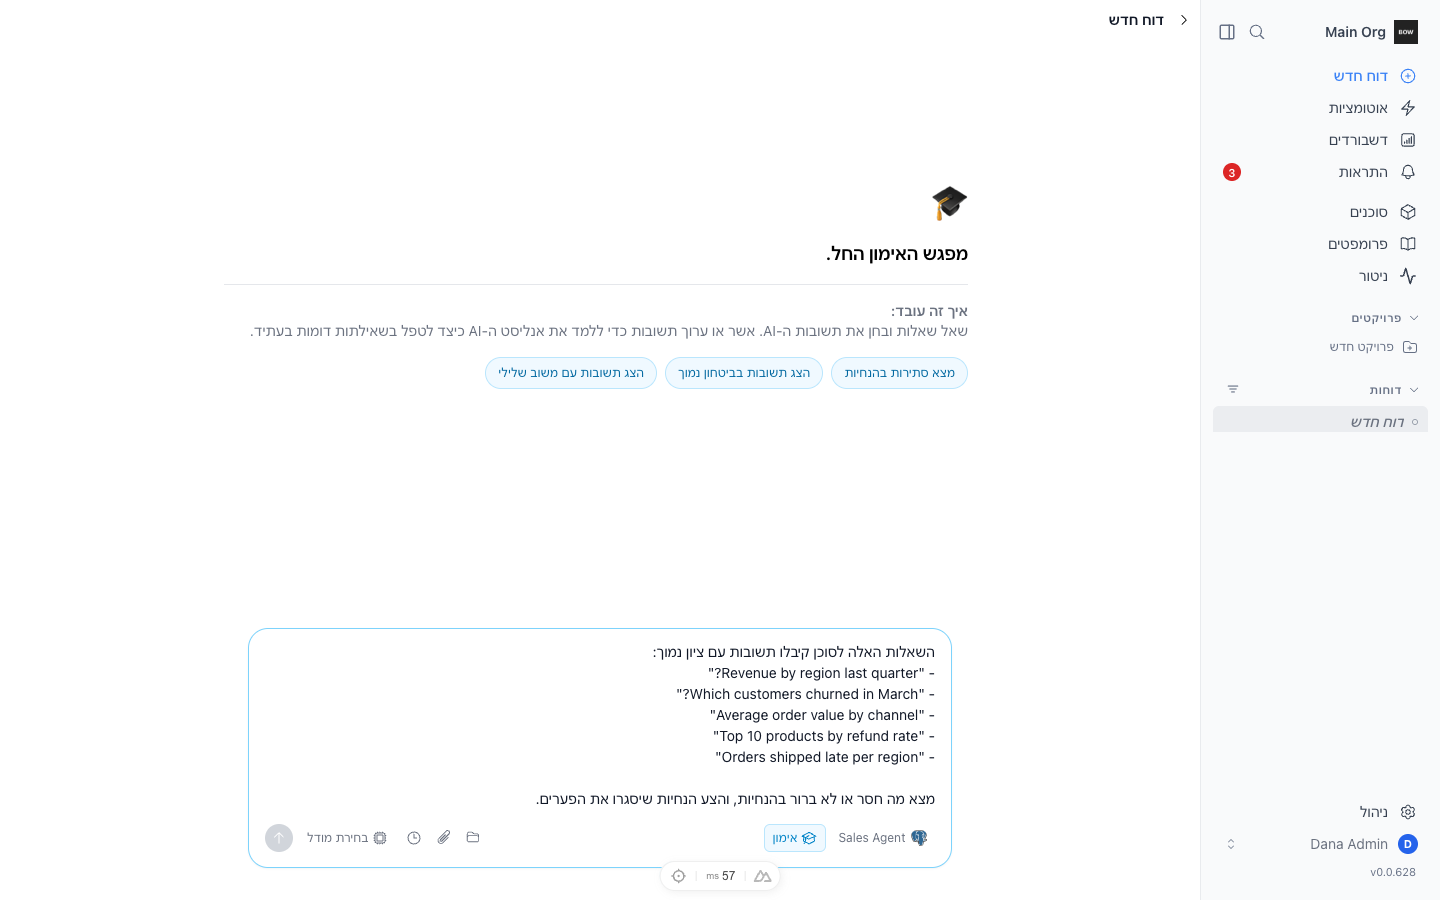 BOW
Main Org
דוח חדש
אוטומציות
דשבורדים
התראות
3
סוכנים
פרומפטים
ניטור
פרויקטים
פרויקט חדש
דוחות
דוח חדש
ניהול
D
Dana Admin
v0.0.628
דוח חדש
מפגש האימון החל.
איך זה עובד:
שאל שאלות ובחן את תשובות ה-AI. אשר או ערוך תשובות כדי ללמד את אנליסט ה-AI כיצד לטפל בשאילתות דומות בעתיד.
מצא סתירות בהנחיות
הצג תשובות בביטחון נמוך
הצג תשובות עם משוב שלילי
השאלות האלה לסוכן קיבלו תשובות עם ציון נמוך:
- "Revenue by region last quarter?"
- "Which customers churned in March?"
- "Average order value by channel"
- "Top 10 products by refund rate"
- "Orders shipped late per region"
מצא מה חסר או לא ברור בהנחיות, והצע הנחיות שיסגרו את הפערים.
Sales Agent
אימון
בחירת מודל
57 ms